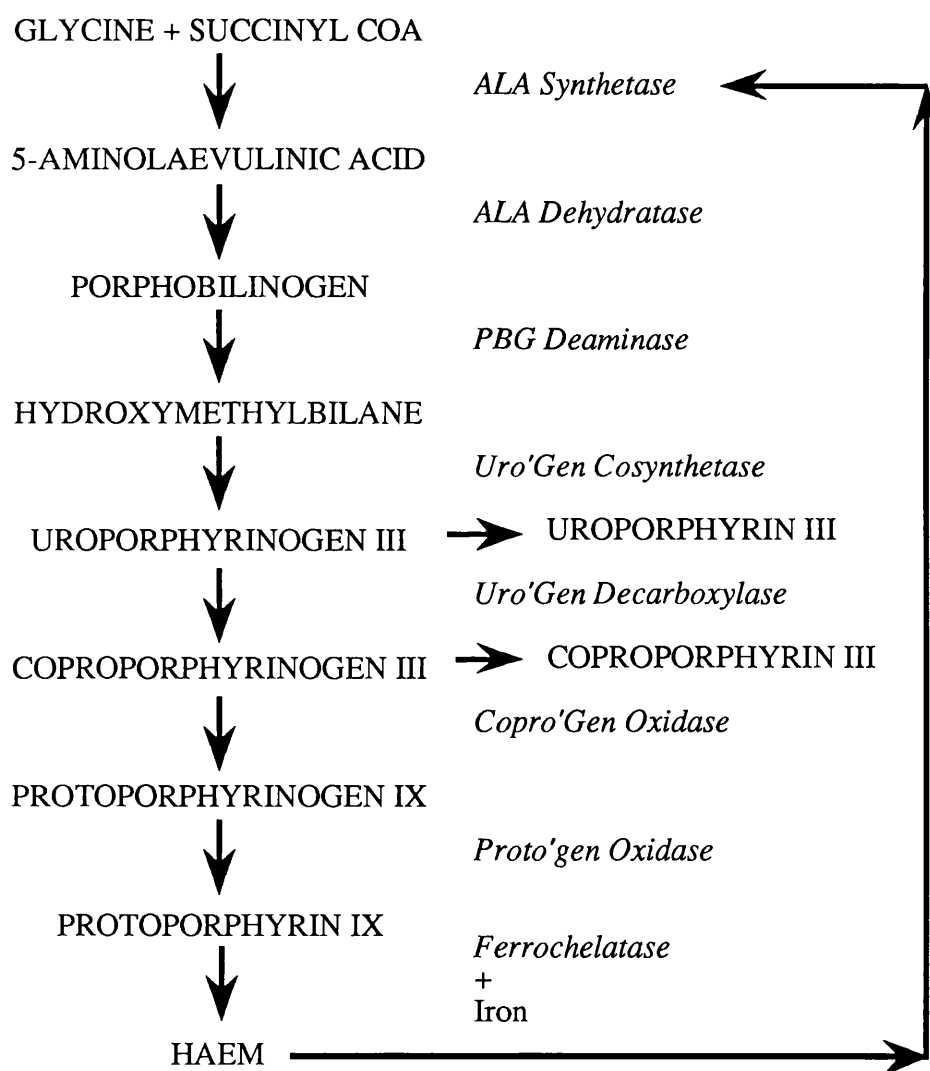 GLYCINE + SUCCINYL COA
ALA Synthetase
5-AMINOLAEVULINIC ACID
ALA Dehydratase
PORPHOBILINOGEN
PBG Deaminase
HYDROXYMETHYLBILANE
Uro'Gen Cosynthetase
UROPORPHYRINOGEN III
UROPORPHYRIN III
Uro'Gen Decarboxylase
COPROPORPHYRINOGEN III
COPROPORPHYRIN III
Copro'Gen Oxidase
PROTOPORPHYRINOGEN IX
Proto'gen Oxidase
PROTOPORPHYRIN IX
Ferrochelatase
+
Iron
HAEM